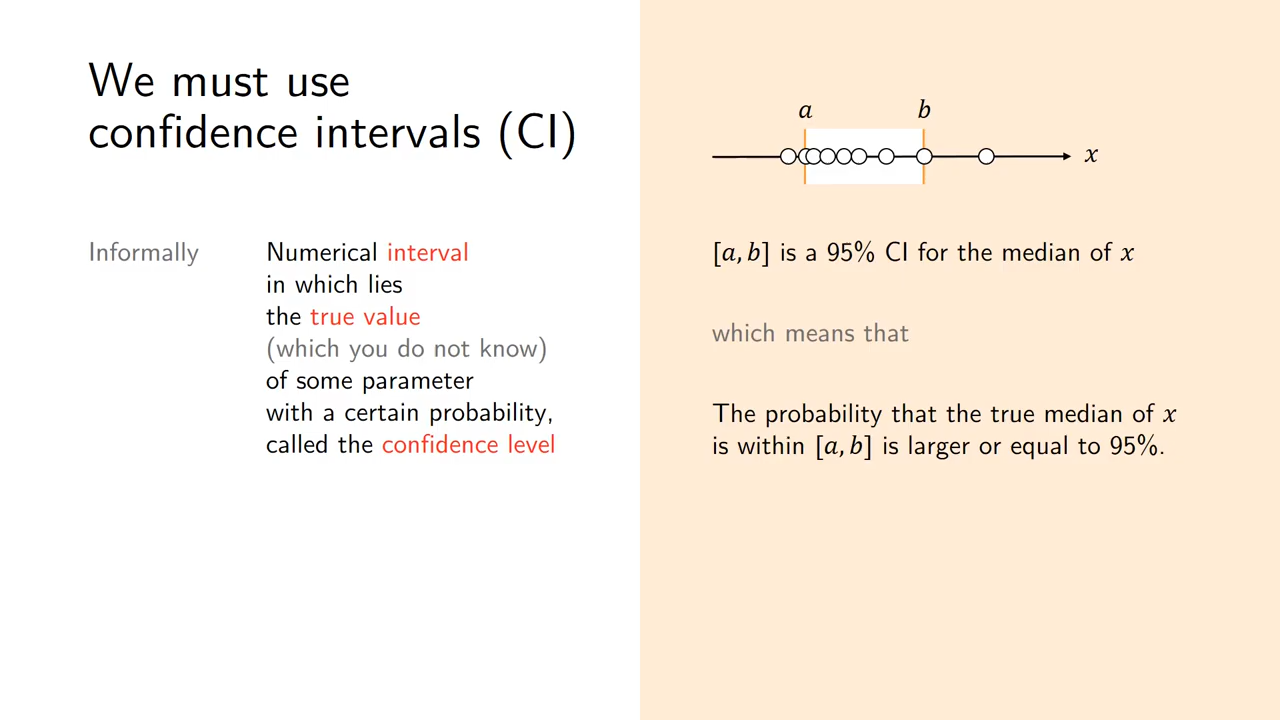 We must use
confidence intervals (CI)
Informally
Numerical interval
in which lies
the true value
(which you do not know)
of some parameter
with a certain probability,
called the confidence level
a b
x
[a, b] is a 95% CI for the median of x
which means that
The probability that the true median of x
is within [a, b] is larger or equal to 95%.